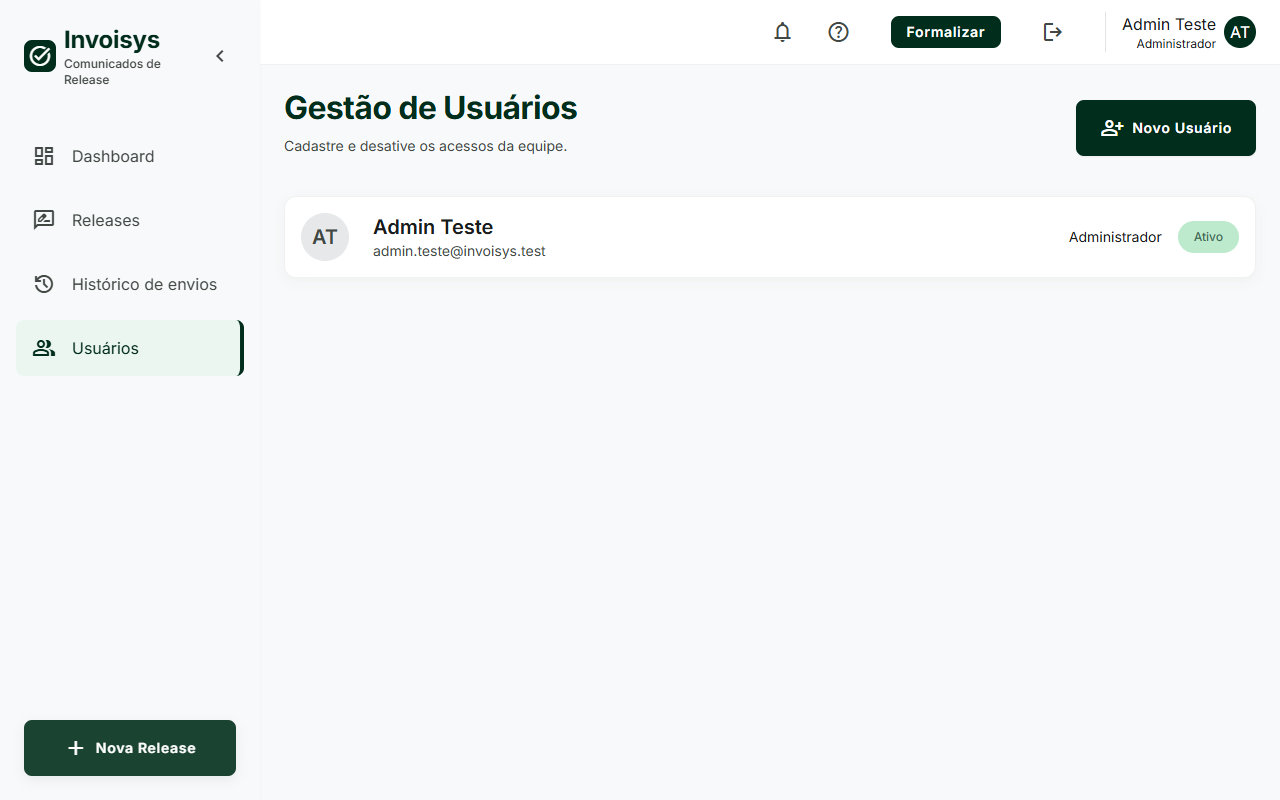 Invoisys
Comunicados de
Release
Dashboard
Releases
Histórico de envios
Usuários
Nova Release
Formalizar
Admin Teste
Administrador
AT
Gestão de Usuários
Cadastre e desative os acessos da equipe.
Novo Usuário
AT
Admin Teste
admin.teste@invoisys.test
Administrador
Ativo